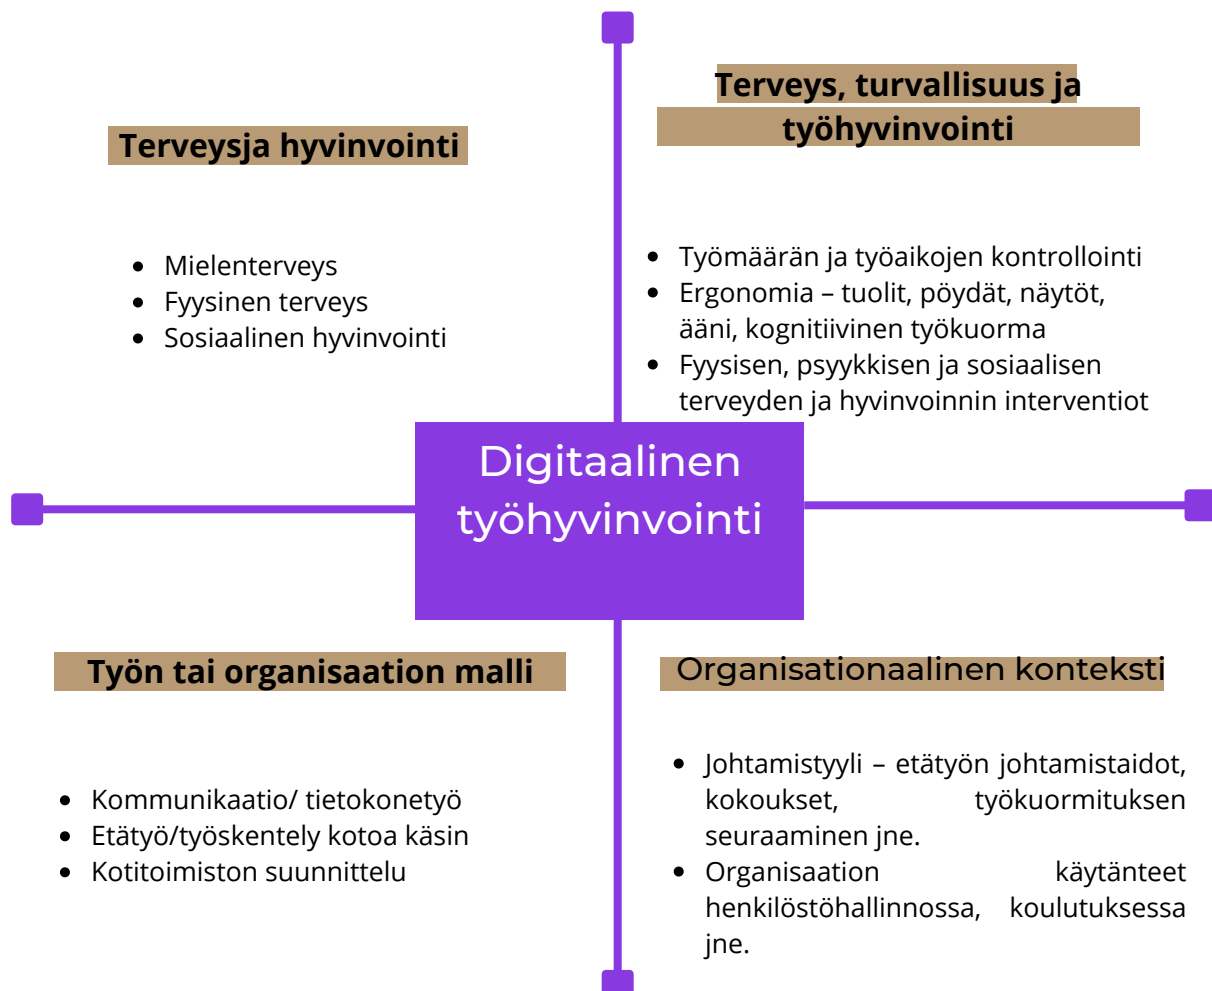 Terveysja hyvinvointi
Mielenterveys
Fyysinen terveys
Sosiaalinen hyvinvointi
Terveys, turvallisuus ja
työhyvinvointi
Työmäärän ja työaikojen kontrollointi
Ergonomia – tuolit, pöydät, näytöt,
ääni, kognitiivinen työkuorma
Fyysisen, psyykkisen ja sosiaalisen
terveyden ja hyvinvoinnin interventiot
Digitaalinen
työhyvinvointi
Työn tai organisaation malli
Kommunikaatio/ tietokonetyö
Etätyö/työskentely kotoa käsin
Kotitoimiston suunnittelu
Organisationaalinen konteksti
Johtamistyyli – etätyön johtamistaidot,
kokoukset, työkuormituksen
seuraaminen jne.
Organisaation käytänteet
henkilöstöhallinnossa, koulutuksessa
jne.